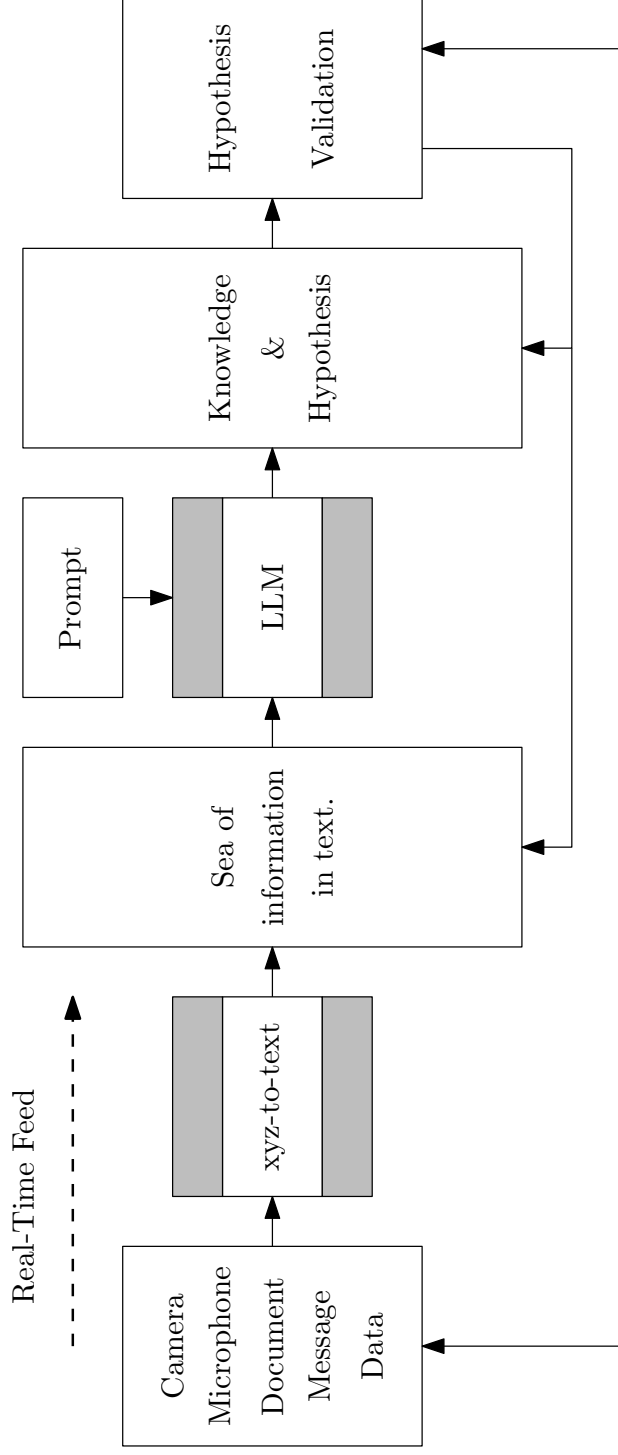 Real-Time Feed
Camera
Microphone
Document
Message
Data
xyz-to-text
Sea of
information
in text.
Prompt
LLM
Knowledge
&
Hypothesis
Hypothesis
Validation